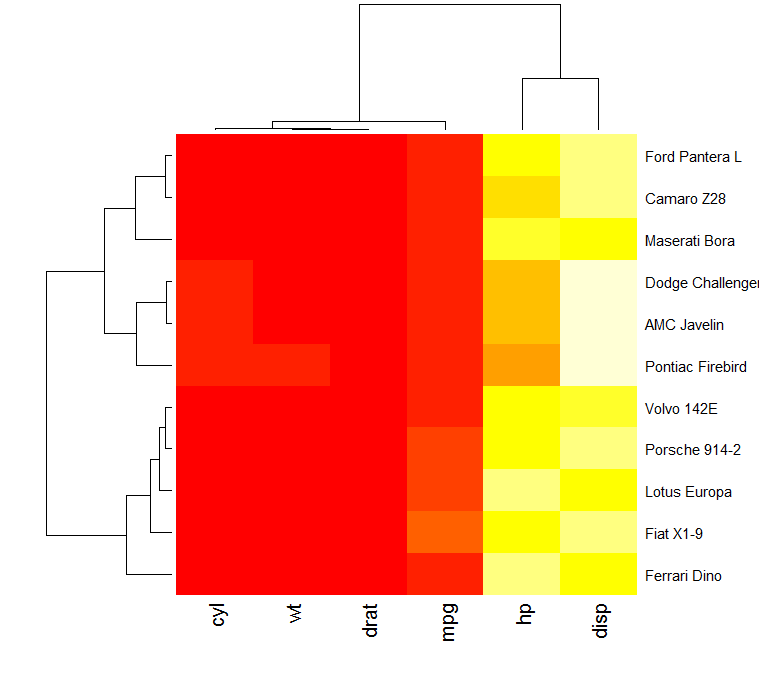 Ford Pantera L
Camaro Z28
Maserati Bora
Dodge Challenger
AMC Javelin
Pontiac Firebird
Volvo 142E
Porsche 914-2
Lotus Europa
Fiat X1-9
Ferrari Dino
cyl
wt
drat
mpg
hp
disp